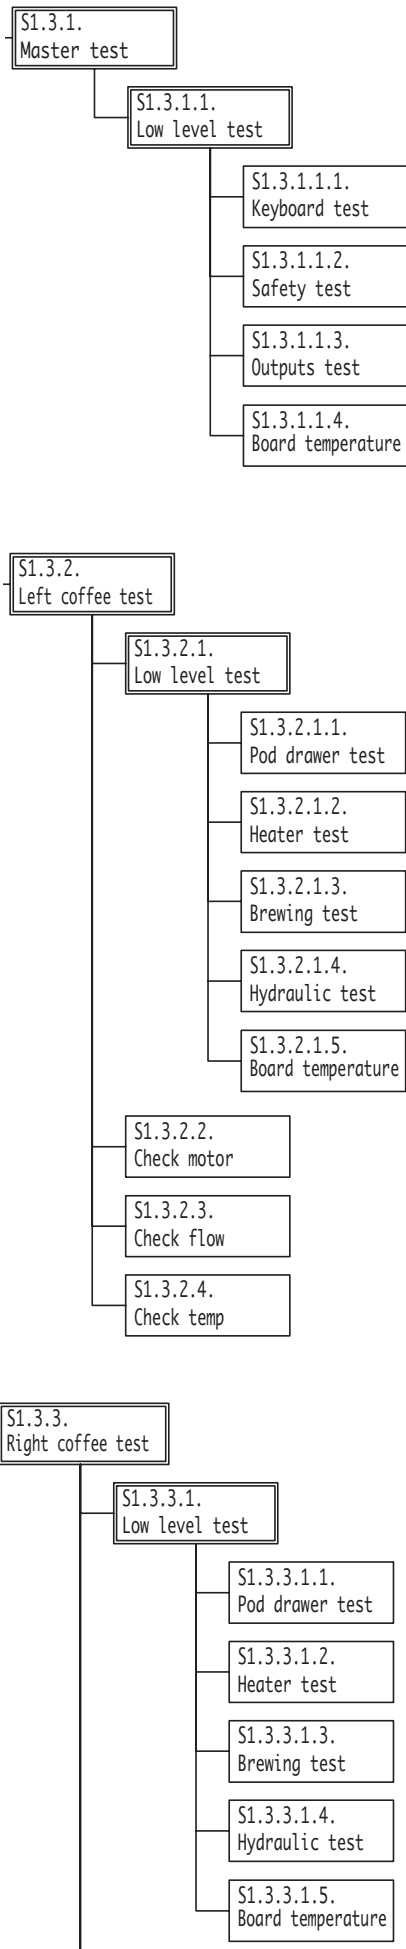 S1.3.1.
Master test
S1.3.1.1.
Low level test
S1.3.1.1.1.
Keyboard test
S1.3.1.1.2.
Safety test
S1.3.1.1.3.
Outputs test
S1.3.1.1.4.
Board temperature
S1.3.2.
Left coffee test
S1.3.2.1.
Low level test
S1.3.2.1.1.
Pod drawer test
S1.3.2.1.2.
Heater test
S1.3.2.1.3.
Brewing test
S1.3.2.1.4.
Hydraulic test
S1.3.2.1.5.
Board temperature
S1.3.2.2.
Check motor
S1.3.2.3.
Check flow
S1.3.2.4.
Check temp
S1.3.3.
Right coffee test
S1.3.3.1.
Low level test
S1.3.3.1.1.
Pod drawer test
S1.3.3.1.2.
Heater test
S1.3.3.1.3.
Brewing test
S1.3.3.1.4.
Hydraulic test
S1.3.3.1.5.
Board temperature